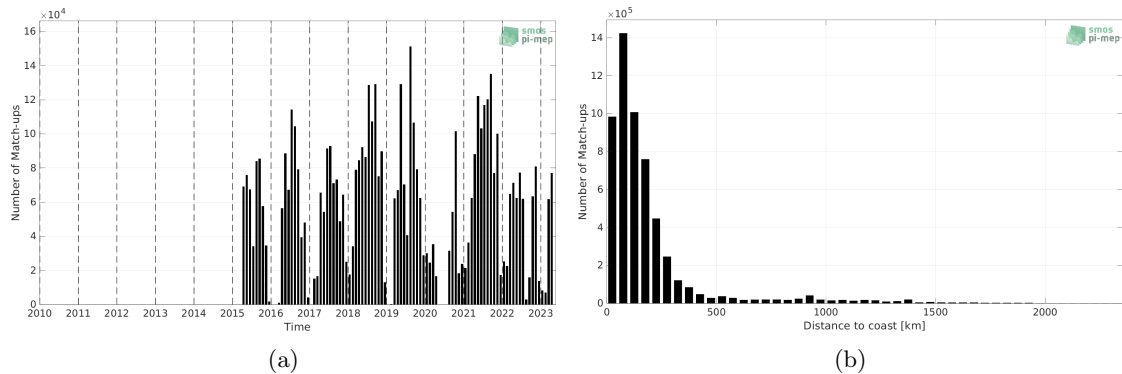 ×10⁴
16
14
12
10
8
6
4
2
0
Number of Match-ups
smos
pi-mep
2010 2011 2012 2013 2014 2015 2016 2017 2018 2019 2020 2021 2022 2023
Time
(a)
×10⁵
14
12
10
8
6
4
2
0
Number of Match-ups
smos
pi-mep
0 500 1000 1500 2000
Distance to coast [km]
(b)